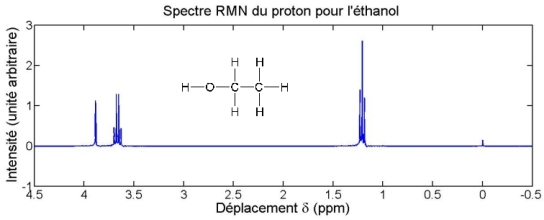 Spectre RMN du proton pour l'éthanol
Intensité (unité arbitraire)
3
2
1
0
-1
H H
H O C C H
H H
4.5 4 3.5 3 2.5 2 1.5 1 0.5 0 -0.5
Déplacement δ (ppm)